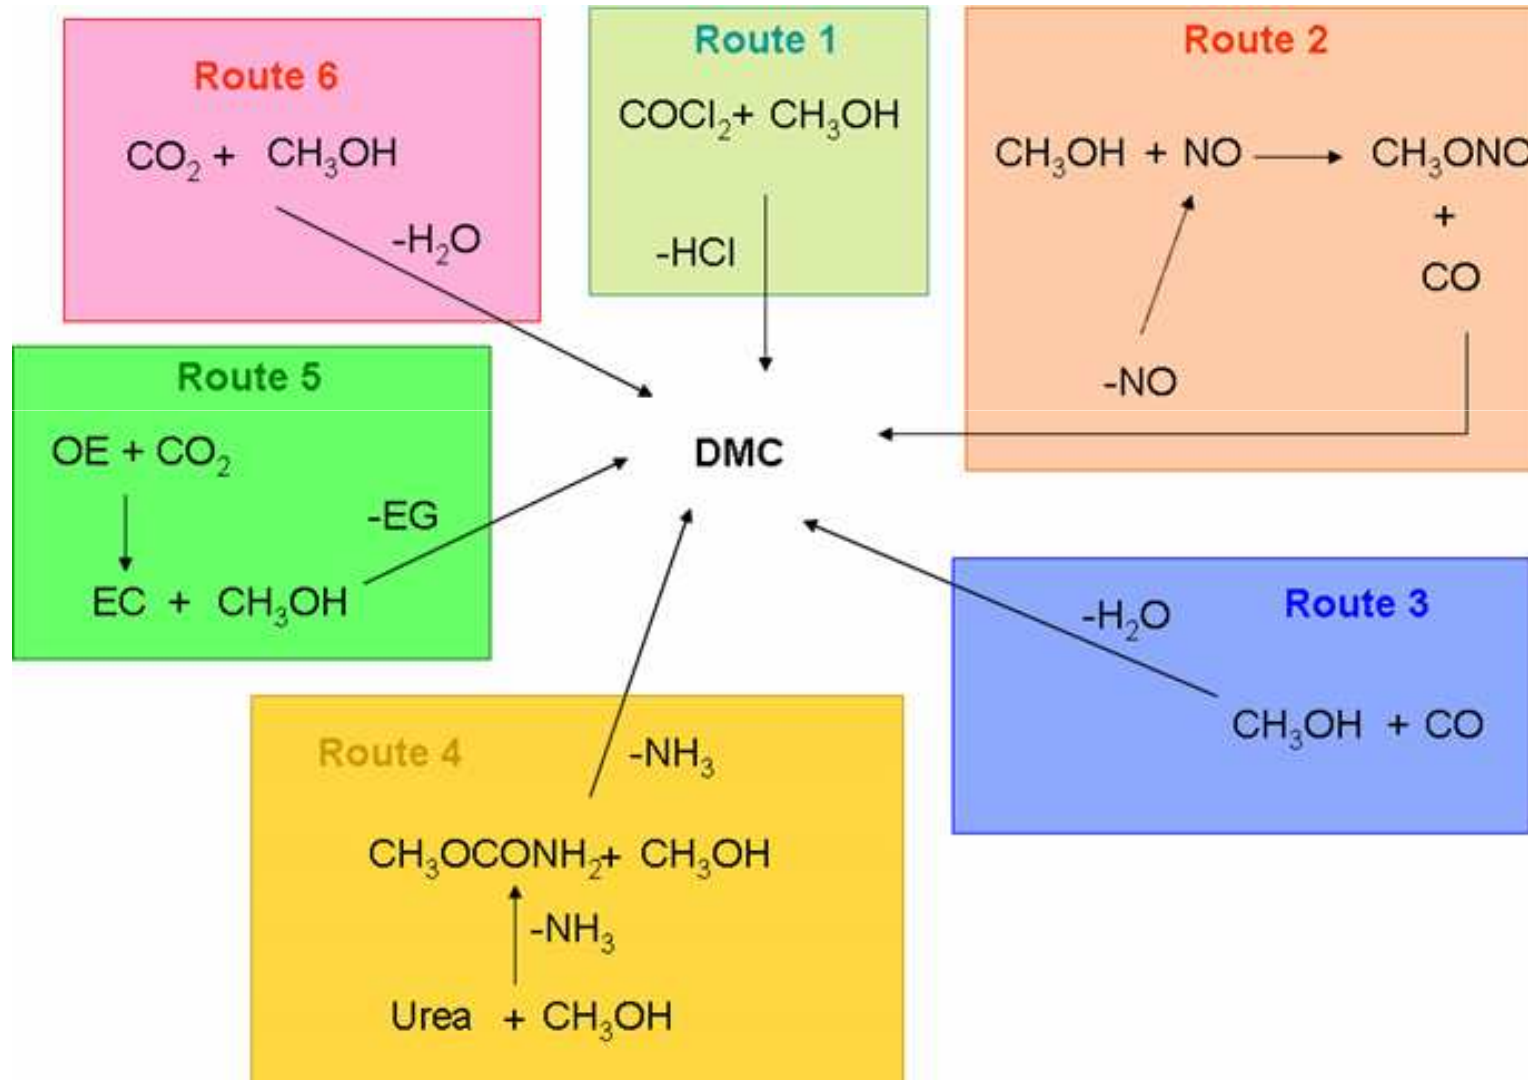 Route 6
CO₂ + CH₃OH
-H₂O
Route 1
COCl₂+ CH₃OH
-HCl
Route 2
CH₃OH + NO CH₃ONO
+
CO
-NO
Route 5
OE + CO₂
-EG
EC + CH₃OH
DMC
Route 3
-H₂O
CH₃OH + CO
Route 4
-NH₃
CH₃OCONH₂+ CH₃OH
-NH₃
Urea + CH₃OH